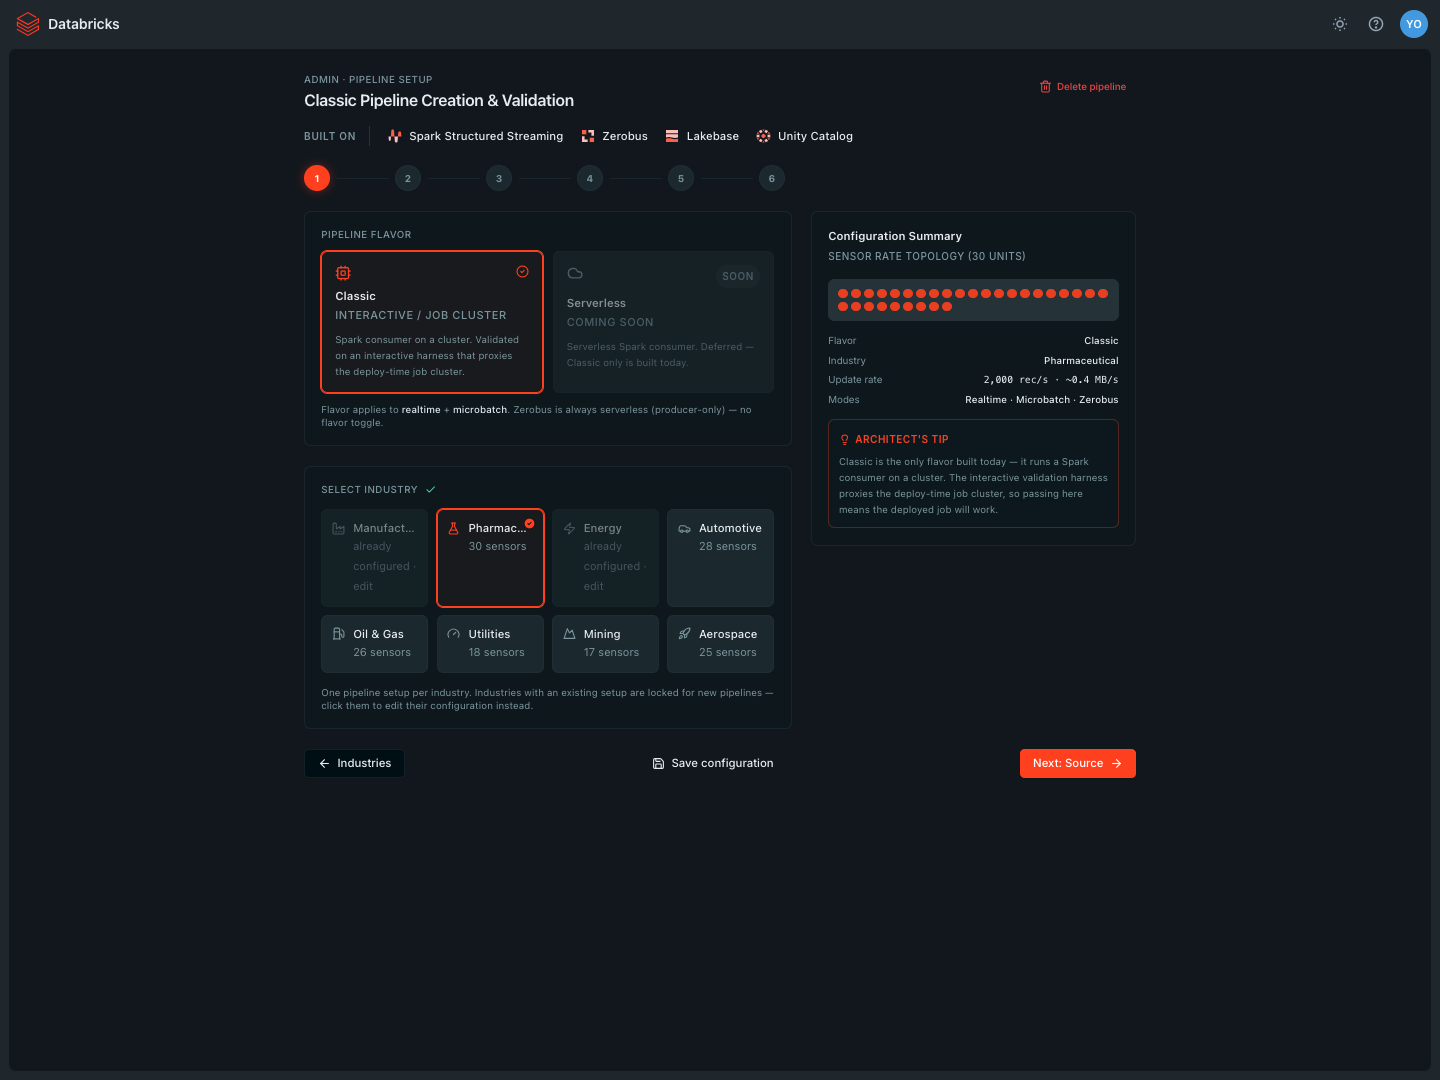 Databricks
YO
ADMIN · PIPELINE SETUP
Classic Pipeline Creation & Validation
Delete pipeline
BUILT ON
Spark Structured Streaming
Zerobus
Lakebase
Unity Catalog
1
2
3
4
5
6
PIPELINE FLAVOR
Classic
INTERACTIVE / JOB CLUSTER
Spark consumer on a cluster. Validated
on an interactive harness that proxies
the deploy-time job cluster.
SOON
Serverless
COMING SOON
Serverless Spark consumer. Deferred —
Classic only is built today.
Flavor applies to realtime + microbatch. Zerobus is always serverless (producer-only) — no
flavor toggle.
SELECT INDUSTRY
Manufact...
already
configured ·
edit
Pharmac...
30 sensors
Energy
already
configured ·
edit
Automotive
28 sensors
Oil & Gas
26 sensors
Utilities
18 sensors
Mining
17 sensors
Aerospace
25 sensors
One pipeline setup per industry. Industries with an existing setup are locked for new pipelines —
click them to edit their configuration instead.
Configuration Summary
SENSOR RATE TOPOLOGY (30 UNITS)
Flavor Classic
Industry Pharmaceutical
Update rate 2,000 rec/s · ~0.4 MB/s
Modes Realtime · Microbatch · Zerobus
ARCHITECT'S TIP
Classic is the only flavor built today — it runs a Spark
consumer on a cluster. The interactive validation harness
proxies the deploy-time job cluster, so passing here
means the deployed job will work.
Industries
Save configuration
Next: Source